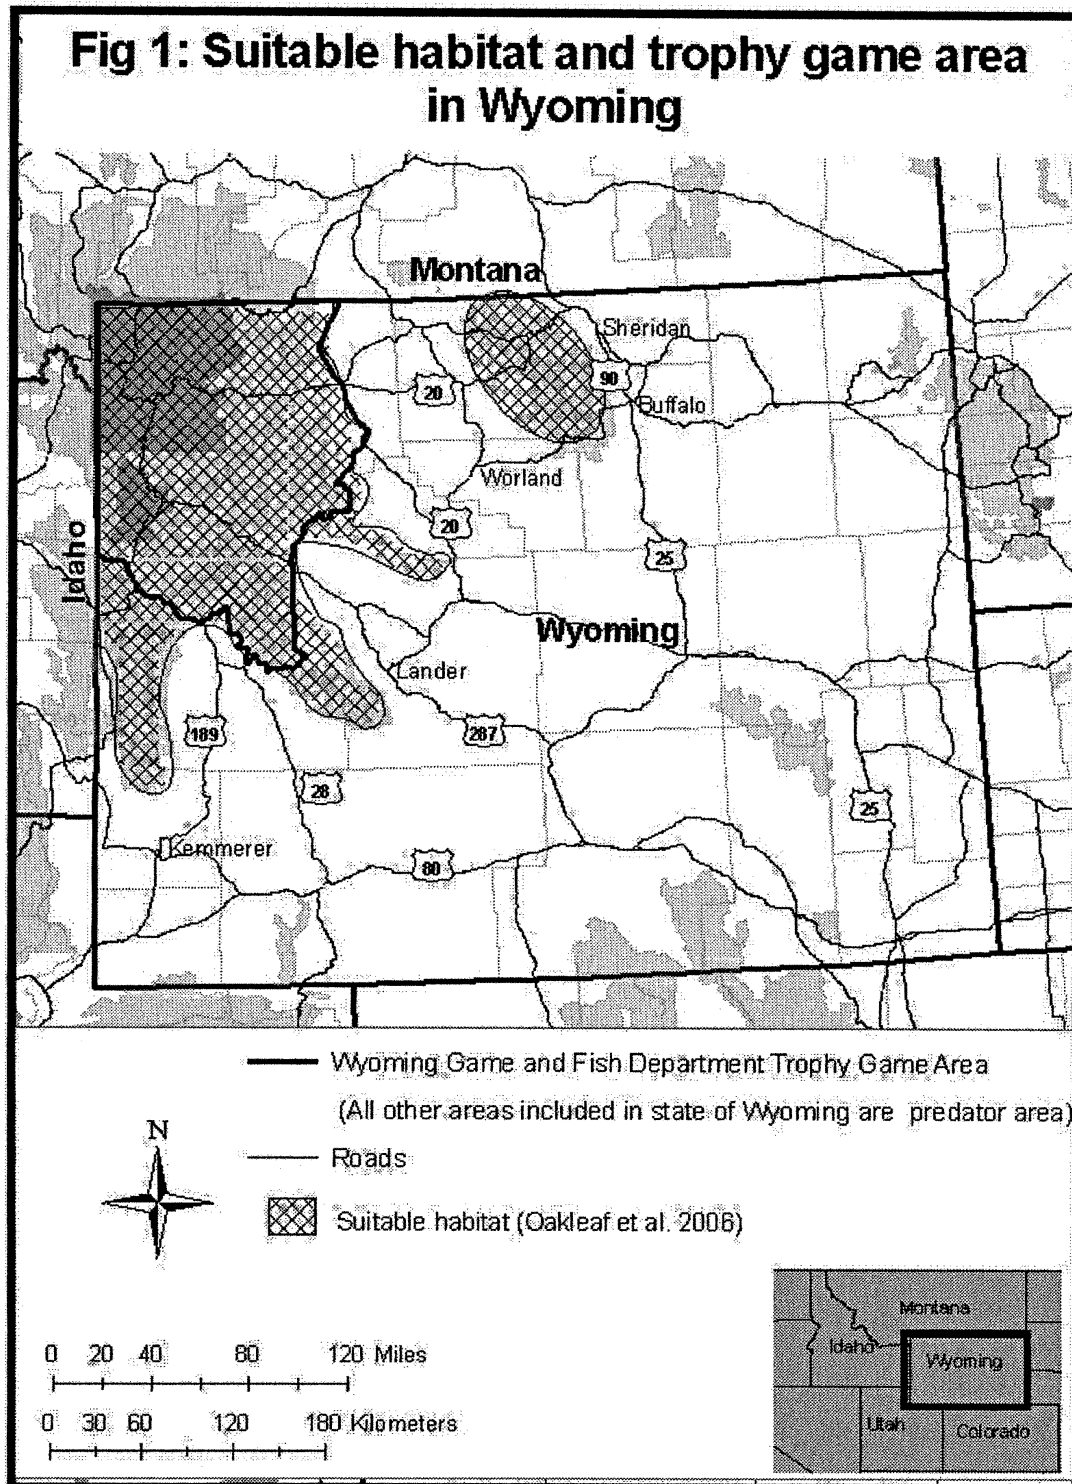 Fig 1: Suitable habitat and trophy game area
in Wyoming
Montana
Sheridan
90
20
Buffalo
Worland
20
25
Idaho
Wyoming
Lander
189
287
28
25
Kemmerer
80
Wyoming Game and Fish Department Trophy Game Area
(All other areas included in state of Wyoming are predator area)
N
Roads
Suitable habitat (Oakleaf et al. 2006)
Montana
Idaho
Wyoming
Utah
Colorado
0 20 40 80 120 Miles
0 30 60 120 180 Kilometers